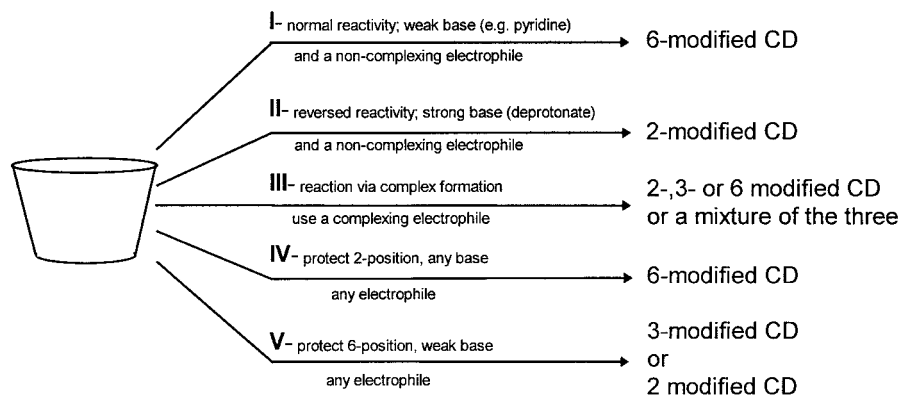 I- normal reactivity; weak base (e.g. pyridine)
and a non-complexing electrophile
6-modified CD
II- reversed reactivity; strong base (deprotonate)
and a non-complexing electrophile
2-modified CD
III- reaction via complex formation
use a complexing electrophile
2-,3- or 6 modified CD
or a mixture of the three
IV- protect 2-position, any base
any electrophile
6-modified CD
V- protect 6-position, weak base
any electrophile
3-modified CD
or
2 modified CD